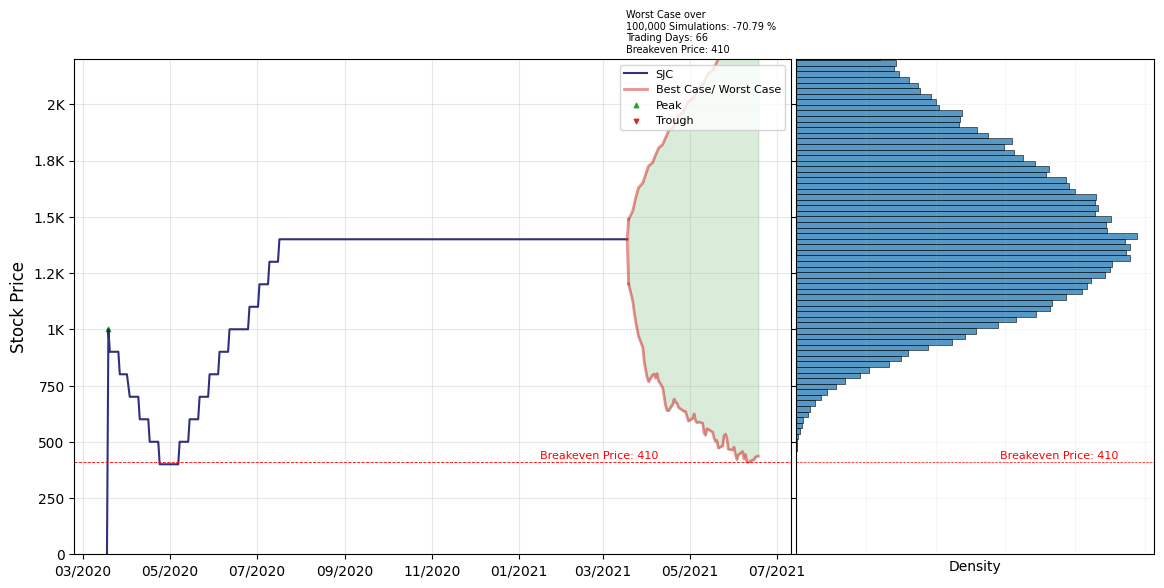 Worst Case over
100,000 Simulations: -70.79 %
Trading Days: 66
Breakeven Price: 410
SJC
Best Case/ Worst Case
Peak
Trough
Stock Price
2K
1.8K
1.5K
1.2K
1K
750
500
250
0
Breakeven Price: 410
Breakeven Price: 410
03/2020 05/2020 07/2020 09/2020 11/2020 01/2021 03/2021 05/2021 07/2021
Density